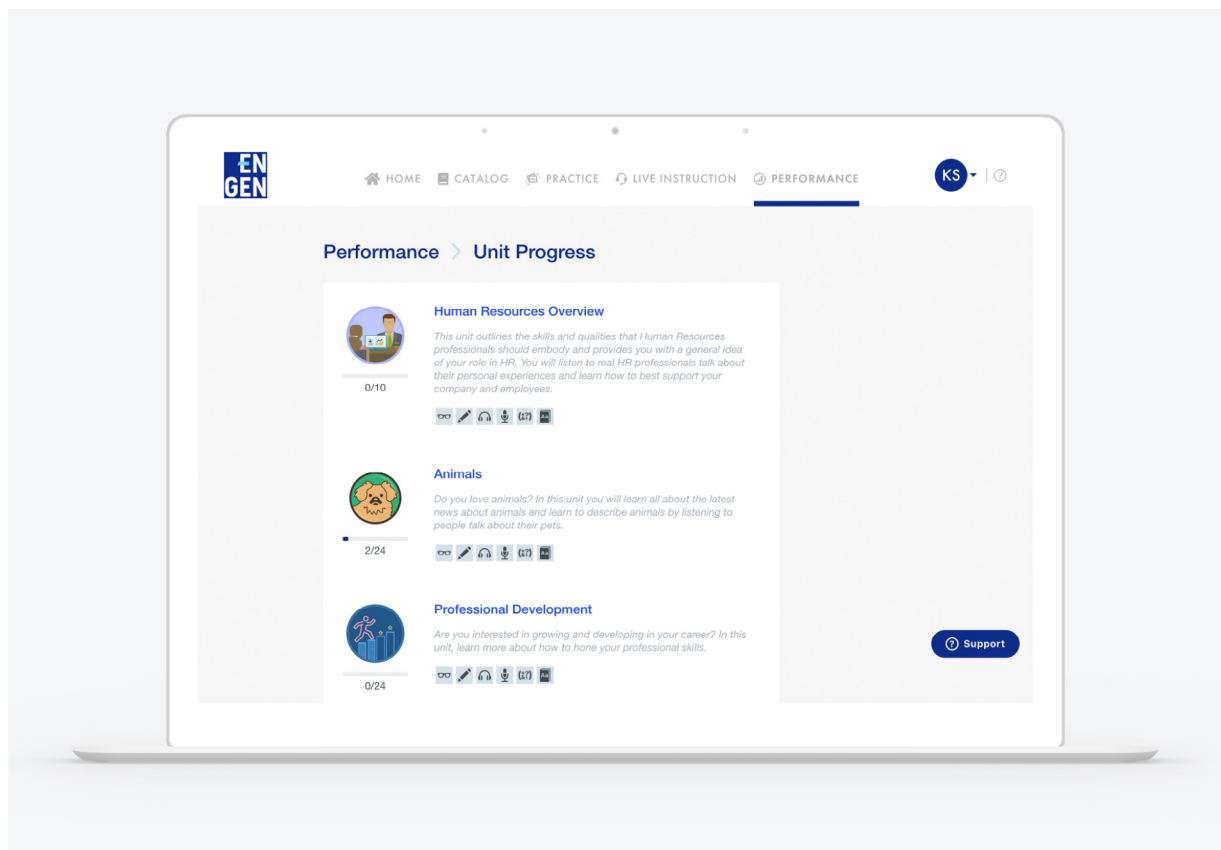 EN
GEN
HOME CATALOG PRACTICE LIVE INSTRUCTION PERFORMANCE
KS
Performance > Unit Progress
Human Resources Overview
This unit outlines the skills and qualities that Human Resources
professionals should embody and provides you with a general idea
of your role in HR. You will listen to real HR professionals talk about
their personal experiences and learn how to best support your
company and employees.
0/10
Animals
Do you love animals? In this unit you will learn all about the latest
news about animals and learn to describe animals by listening to
people talk about their pets.
2/24
Professional Development
Are you interested in growing and developing in your career? In this
unit, learn more about how to hone your professional skills.
0/24
Support